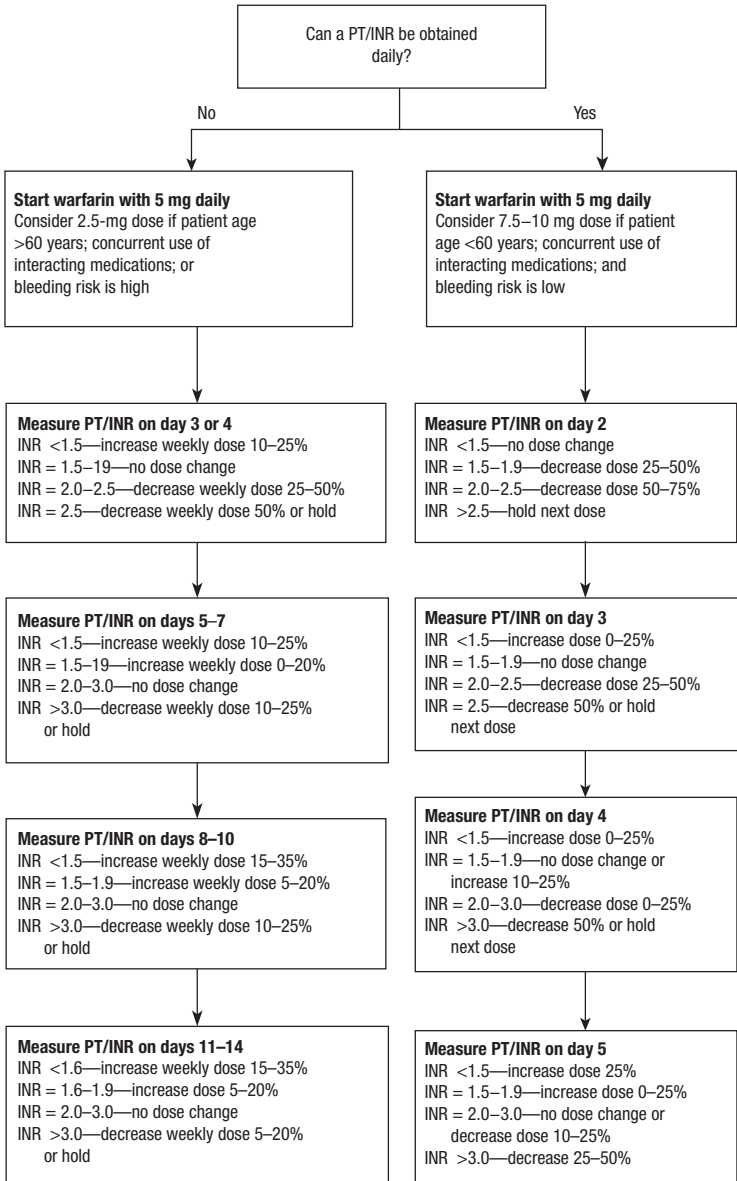 Can a PT/INR be obtained
daily?
No
Yes
Start warfarin with 5 mg daily
Consider 2.5-mg dose if patient age
>60 years; concurrent use of
interacting medications; or
bleeding risk is high
Start warfarin with 5 mg daily
Consider 7.5–10 mg dose if patient
age <60 years; concurrent use of
interacting medications; and
bleeding risk is low
Measure PT/INR on day 3 or 4
INR <1.5—increase weekly dose 10–25%
INR = 1.5–19—no dose change
INR = 2.0–2.5—decrease weekly dose 25–50%
INR = 2.5—decrease weekly dose 50% or hold
Measure PT/INR on day 2
INR <1.5—no dose change
INR = 1.5–1.9—decrease dose 25–50%
INR = 2.0–2.5—decrease dose 50–75%
INR >2.5—hold next dose
Measure PT/INR on days 5–7
INR <1.5—increase weekly dose 10–25%
INR = 1.5–19—increase weekly dose 0–20%
INR = 2.0–3.0—no dose change
INR >3.0—decrease weekly dose 10–25%
or hold
Measure PT/INR on day 3
INR <1.5—increase dose 0–25%
INR = 1.5–1.9—no dose change
INR = 2.0–2.5—decrease dose 25–50%
INR = 2.5—decrease 50% or hold
next dose
Measure PT/INR on days 8–10
INR <1.5—increase weekly dose 15–35%
INR = 1.5–1.9—increase weekly dose 5–20%
INR = 2.0–3.0—no dose change
INR >3.0—decrease weekly dose 10–25%
or hold
Measure PT/INR on day 4
INR <1.5—increase dose 0–25%
INR = 1.5–1.9—no dose change or
increase 10–25%
INR = 2.0–3.0—decrease dose 0–25%
INR >3.0—decrease 50% or hold
next dose
Measure PT/INR on days 11–14
INR <1.6—increase weekly dose 15–35%
INR = 1.6–1.9—increase dose 5–20%
INR = 2.0–3.0—no dose change
INR >3.0—decrease weekly dose 5–20%
or hold
Measure PT/INR on day 5
INR <1.5—increase dose 25%
INR = 1.5–1.9—increase dose 0–25%
INR = 2.0–3.0—no dose change or
decrease dose 10–25%
INR >3.0—decrease 25–50%